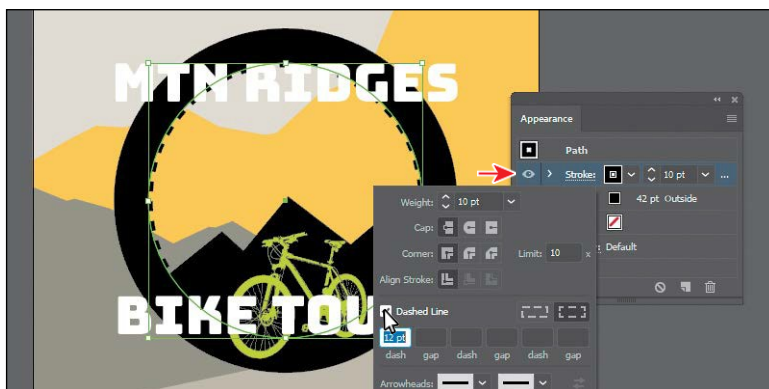 MTN RIDGES
BIKE TOU
Appearance
Path
Stroke: 10 pt ...
42 pt Outside
: Default
Weight: 10 pt
Cap:
Corner: Limit: 10 x
Align Stroke:
Dashed Line
12 pt
dash gap dash gap dash gap
Arrowheads: